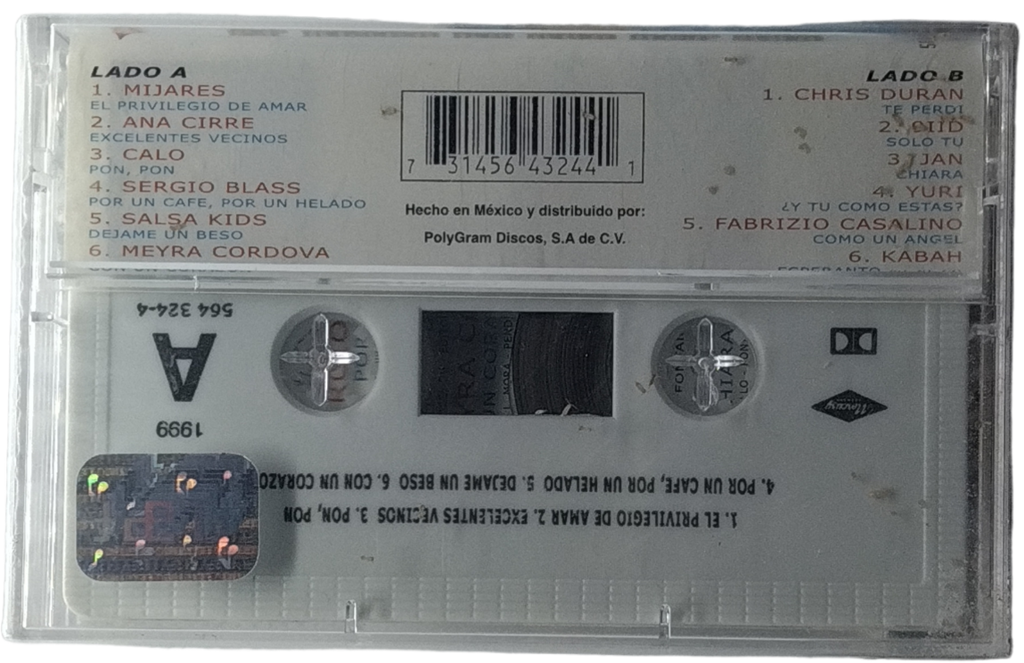 LADO A
1. MIJARES
EL PRIVILEGIO DE AMAR
2. ANA CIRRE
EXCELENTES VECINOS
3. CALO
PON, PON
4. SERGIO BLASS
POR UN CAFE, POR UN HELADO
5. SALSA KIDS
DEJAME UN BESO
6. MEYRA CORDOVA
7 31456 43244 1
Hecho en México y distribuido por:
PolyGram Discos, S.A de C.V.
LADO B
1. CHRIS DURAN
TE PERDI
2.
SOLO TU
3. JAN
CHIARA
4. YURI
¿Y TU COMO ESTAS?
5. FABRIZIO CASALINO
COMO UN ANGEL
6. KABAH
ESPERANTO
564 324-4
A
1999
1. EL PRIVILEGIO DE AMAR 2. EXCELENTES VECINOS 3. PON, PON
4. POR UN CAFE, POR UN HELADO 5. DEJAME UN BESO 6. CON UN CORAZO
Mercury